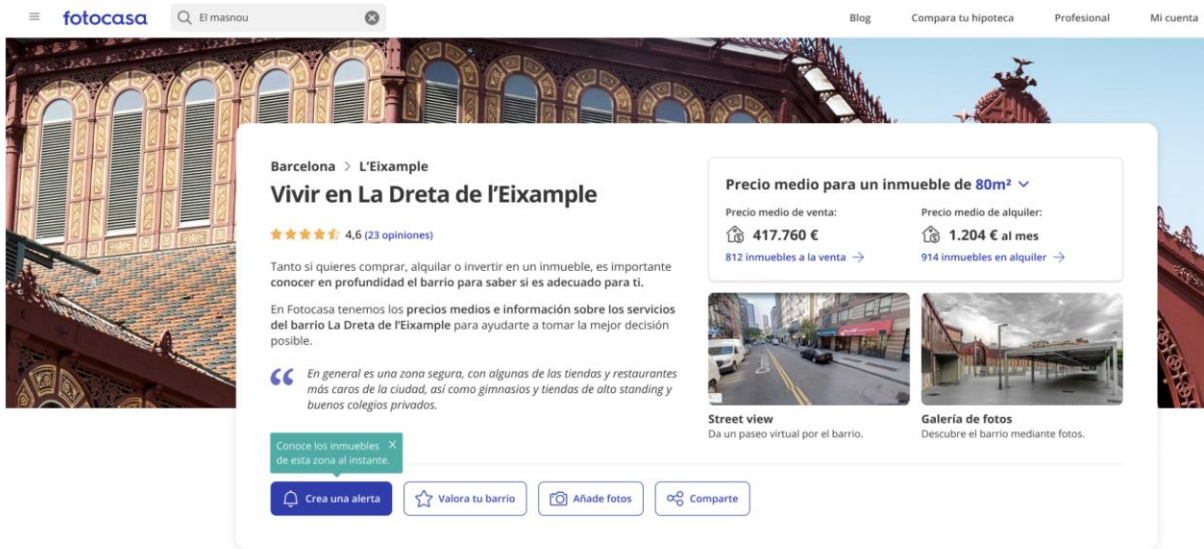 fotocasa
El masnou
Blog
Compara tu hipoteca
Profesional
Mi cuenta
Barcelona > L'Eixample
Vivir en La Dreta de l'Eixample
4,6 (23 opiniones)
Tanto si quieres comprar, alquilar o invertir en un inmueble, es importante
conocer en profundidad el barrio para saber si es adecuado para ti.
En Fotocasa tenemos los precios medios e información sobre los servicios
del barrio La Dreta de l'Eixample para ayudarte a tomar la mejor decisión
posible.
En general es una zona segura, con algunas de las tiendas y restaurantes
más caros de la ciudad, así como gimnasios y tiendas de alto standing y
buenos colegios privados.
Precio medio para un inmueble de 80m²
Precio medio de venta:
417.760 €
812 inmuebles a la venta →
Precio medio de alquiler:
1.204 € al mes
914 inmuebles en alquiler →
Street view
Da un paseo virtual por el barrio.
Galería de fotos
Descubre el barrio mediante fotos.
Conoce los inmuebles
de esta zona al instante.
Crea una alerta
Valora tu barrio
Añade fotos
Comparte